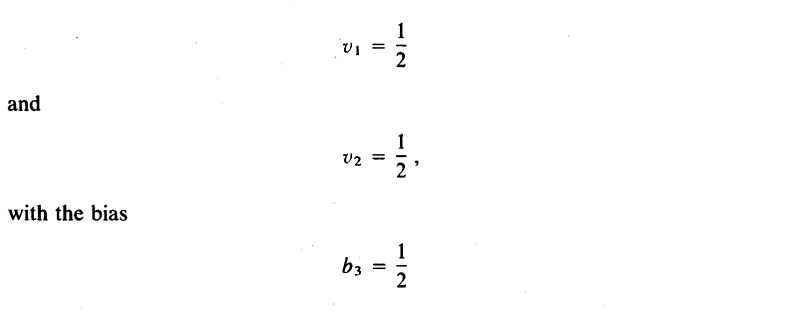 v₁ = 1/2
and
v₂ = 1/2 ,
with the bias
b₃ = 1/2